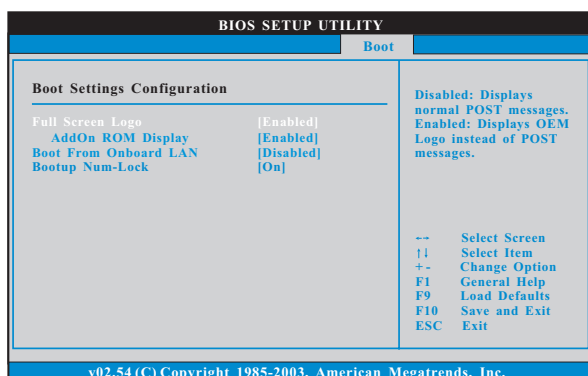 BIOS SETUP UTILITY
Boot
Boot Settings Configuration
Full Screen Logo [Enabled]
AddOn ROM Display [Enabled]
Boot From Onboard LAN [Disabled]
Bootup Num-Lock [On]
Disabled: Displays
normal POST messages.
Enabled: Displays OEM
Logo instead of POST
messages.
↔ Select Screen
↑↓ Select Item
+ - Change Option
F1 General Help
F9 Load Defaults
F10 Save and Exit
ESC Exit
v02.54 (C) Copyright 1985-2003, American Megatrends, Inc.